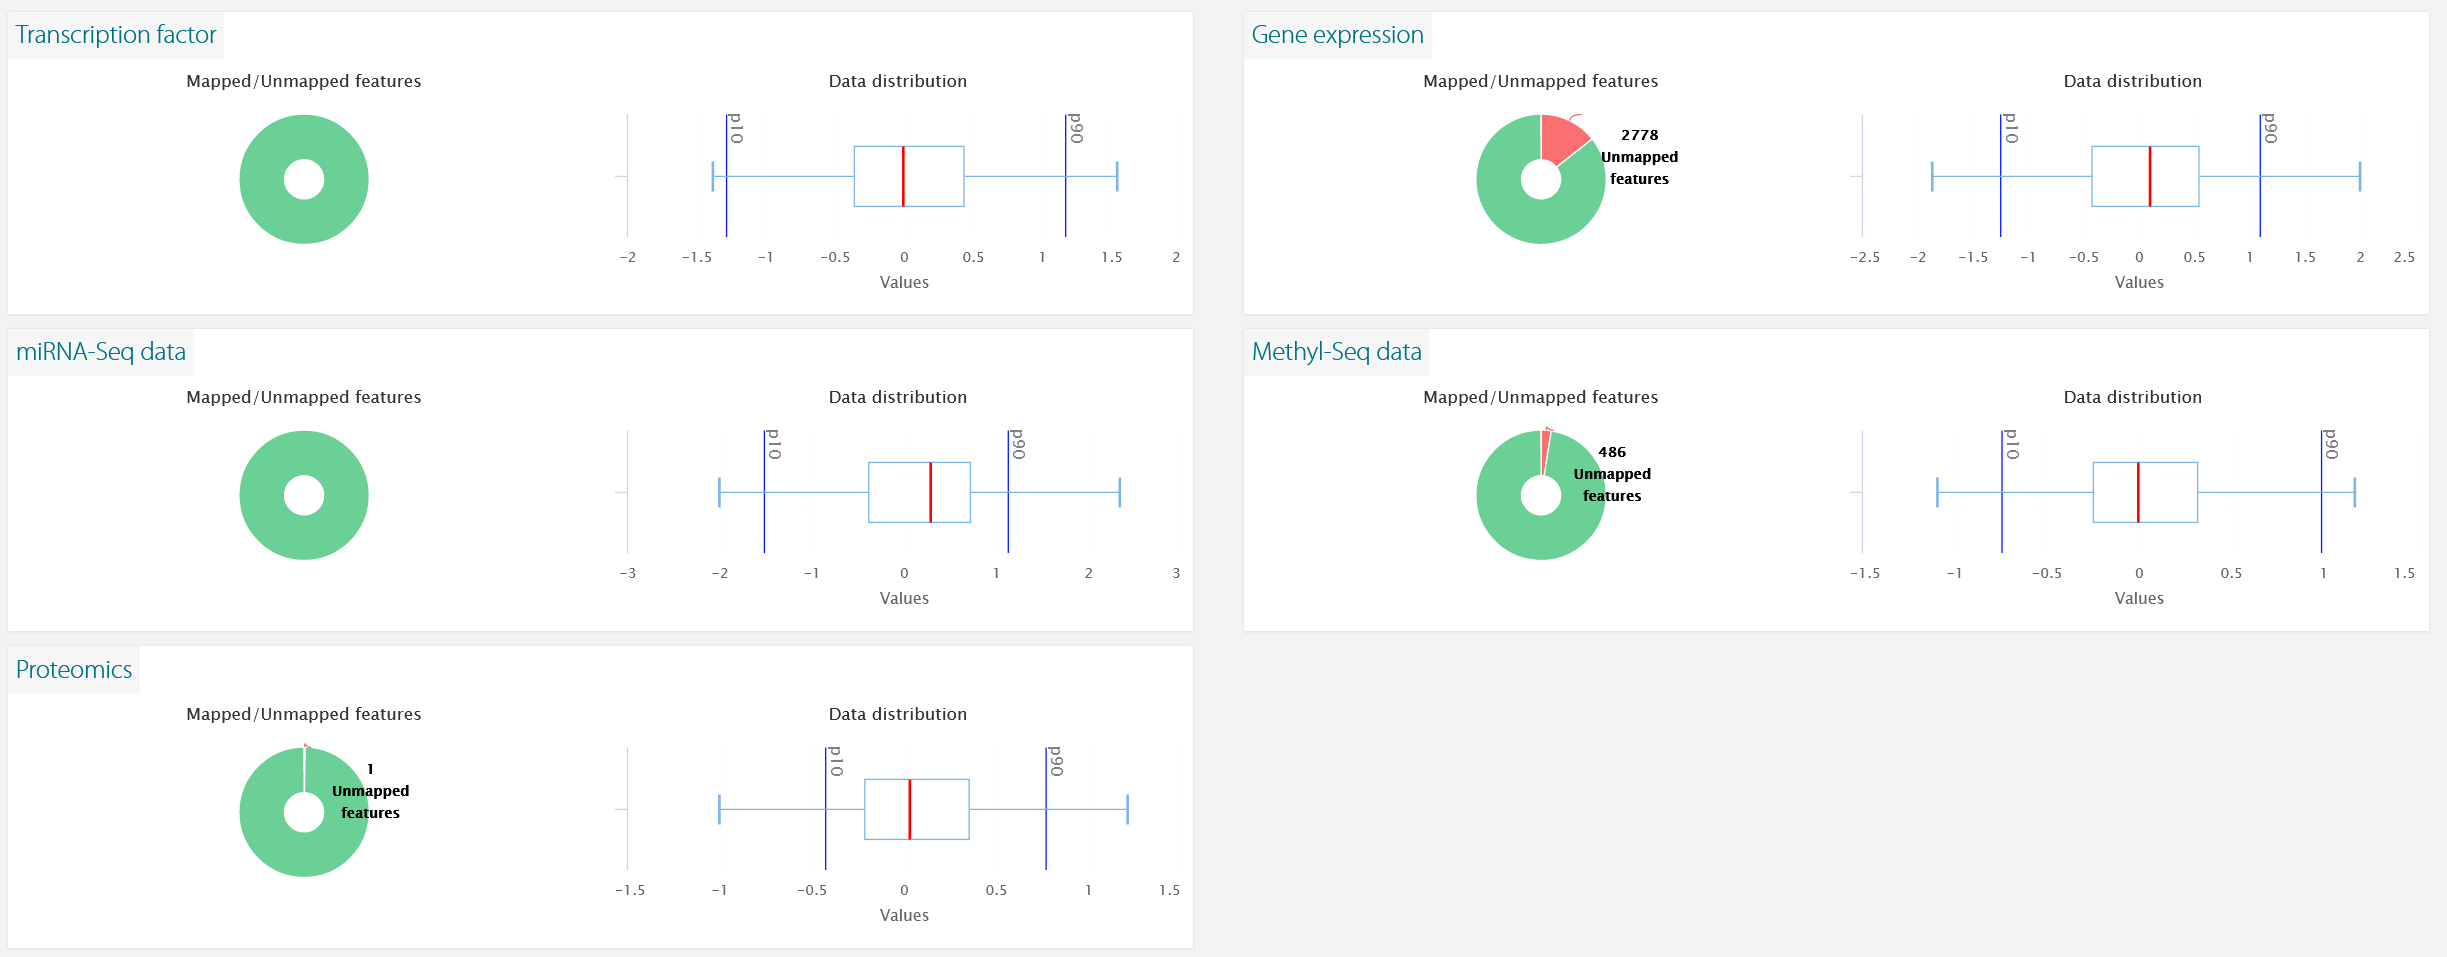 Transcription factor
Mapped/Unmapped features
Data distribution
p10
p90
-2 -1.5 -1 -0.5 0 0.5 1 1.5 2
Values
Gene expression
Mapped/Unmapped features
2778
Unmapped
features
Data distribution
p10
p90
-2.5 -2 -1.5 -1 -0.5 0 0.5 1 1.5 2 2.5
Values
miRNA-Seq data
Mapped/Unmapped features
Data distribution
p10
p90
-3 -2 -1 0 1 2 3
Values
Methyl-Seq data
Mapped/Unmapped features
486
Unmapped
features
Data distribution
p10
p90
-1.5 -1 -0.5 0 0.5 1 1.5
Values
Proteomics
Mapped/Unmapped features
1
Unmapped
features
Data distribution
p10
p90
-1.5 -1 -0.5 0 0.5 1 1.5
Values